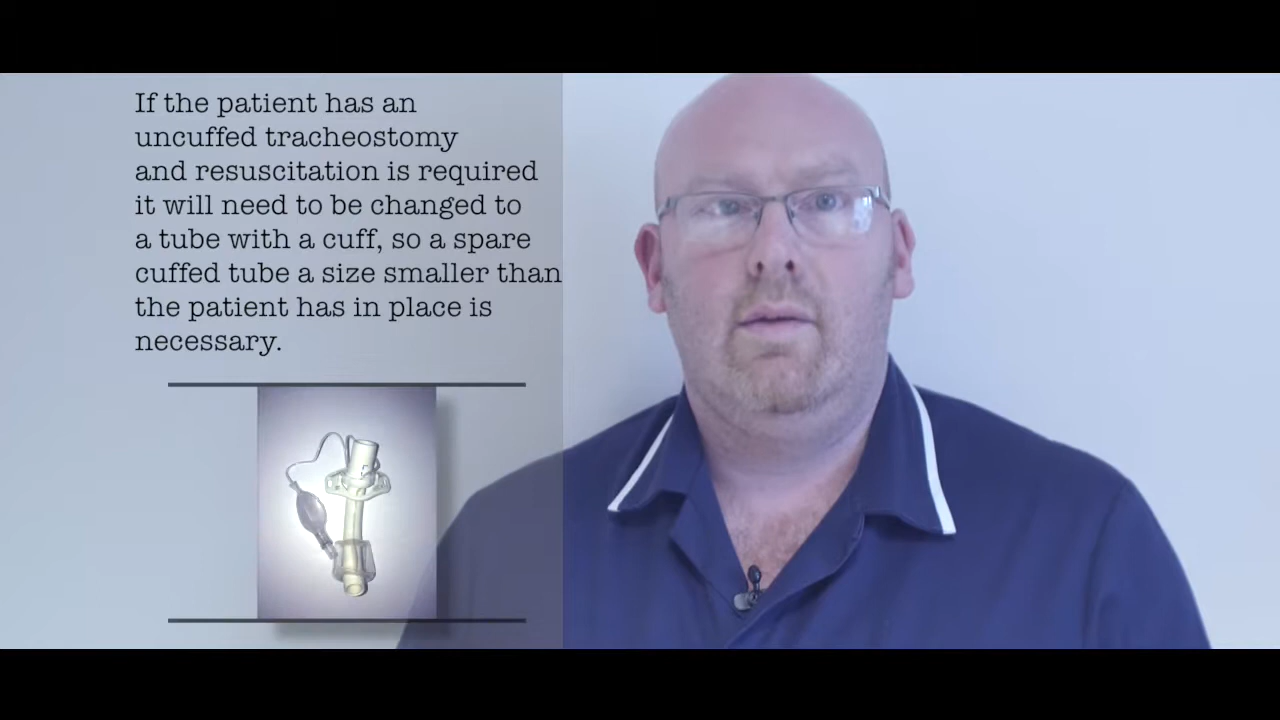 If the patient has an
uncuffed tracheostomy
and resuscitation is required
it will need to be changed to
a tube with a cuff, so a spare
cuffed tube a size smaller than
the patient has in place is
necessary.